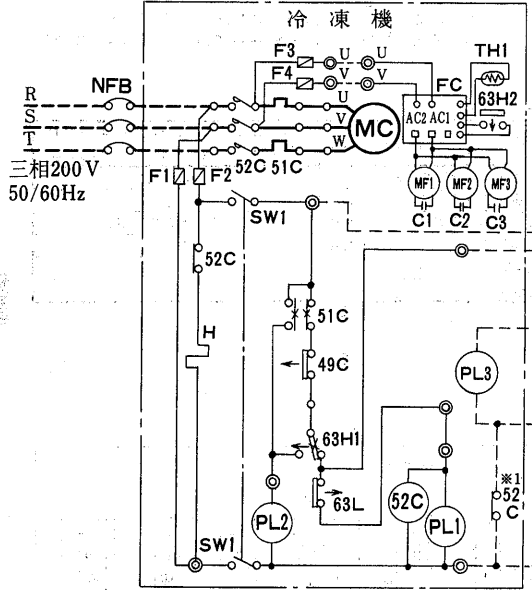 冷凍機
F3 U U
F4 V V
TH1
NFB
FC
63H2
R
S
T
U
V
W
MC
AC2 AC1
三相200V
50/60Hz
F1
F2
52C 51C
MF1 MF2 MF3
C1 C2 C3
SW1
52C
51C
H
49C
PL3
63H1
※1
52
C
63L
52C
PL2
PL1
SW1